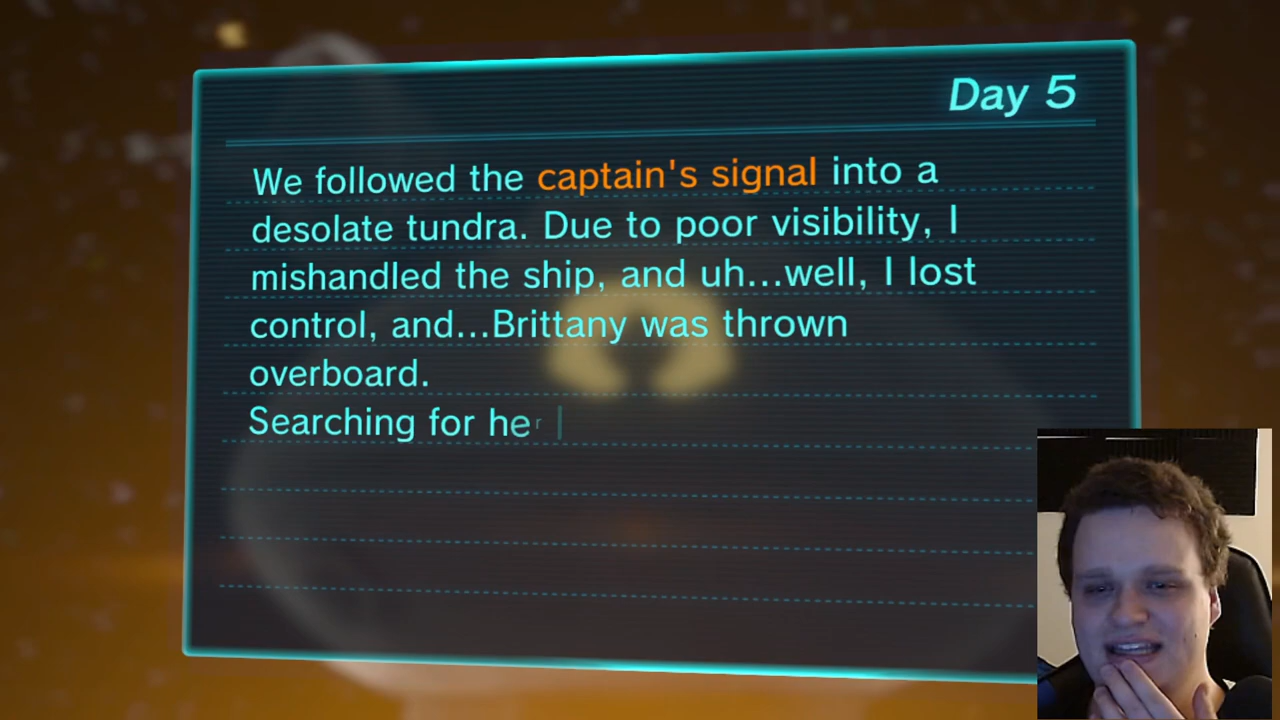 Day 5
We followed the captain's signal into a
desolate tundra. Due to poor visibility, I
mishandled the ship, and uh...well, I lost
control, and...Brittany was thrown
overboard.
Searching for her